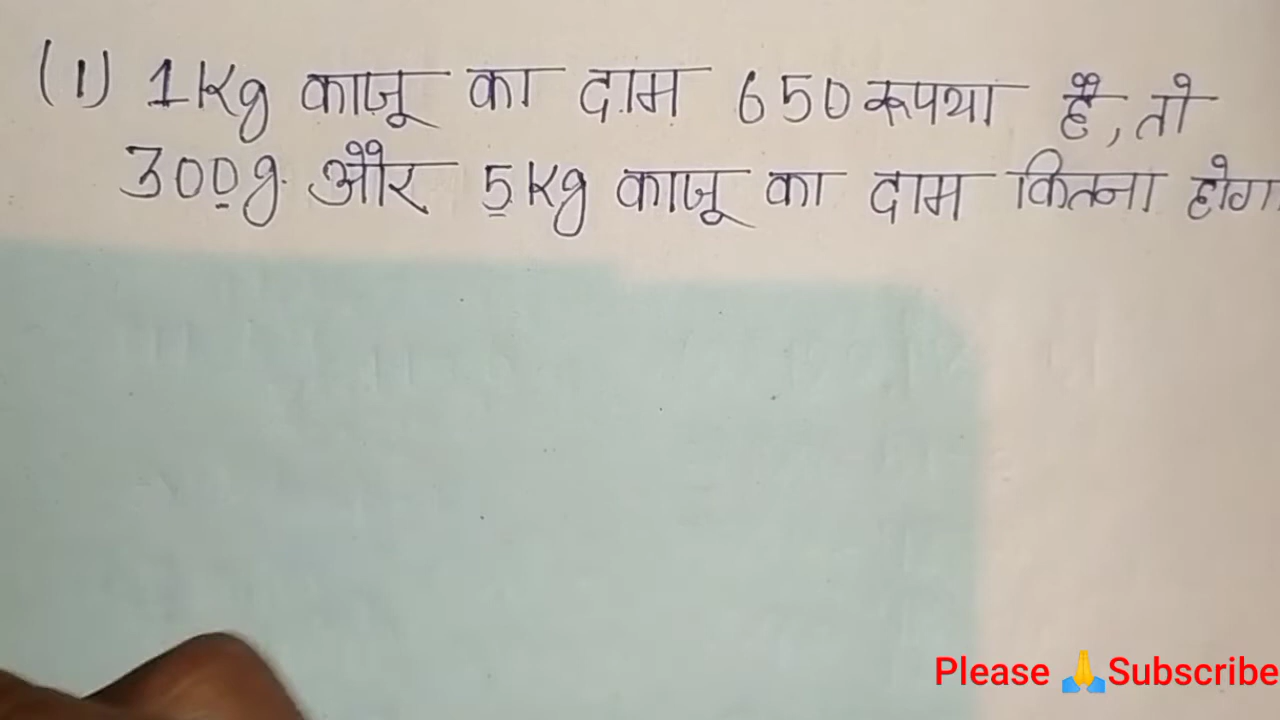 (1) 1Kg काजू का दाम 650 रूपया है, तो
300g और 5Kg काजू का दाम कितना होगा
Please 🙏Subscribe